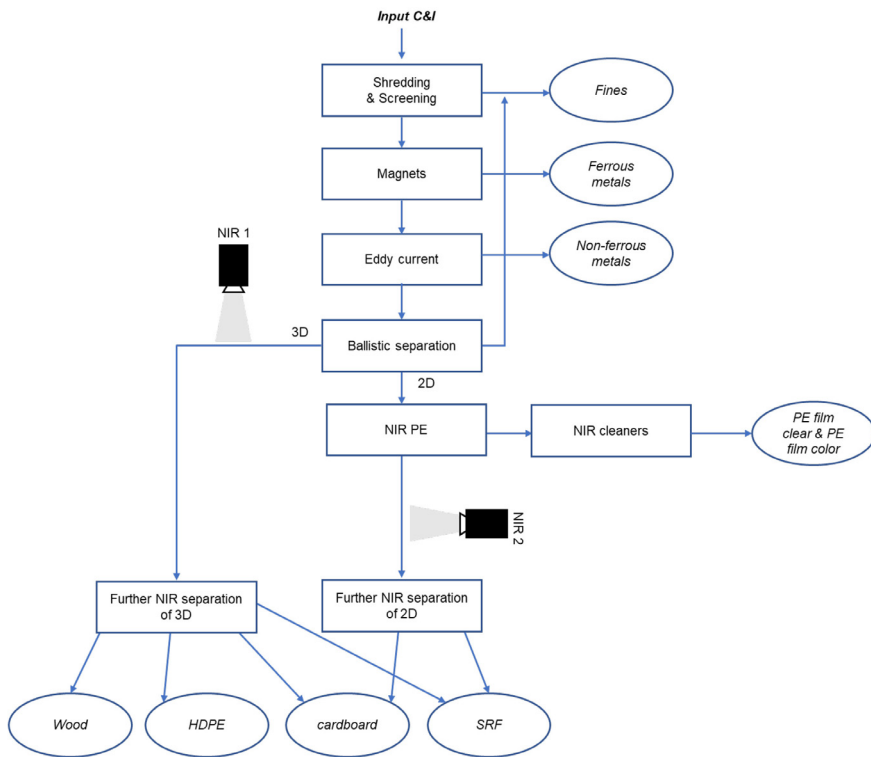 Input C&I
Shredding
& Screening
Fines
Magnets
Ferrous
metals
NIR 1
Eddy current
Non-ferrous
metals
3D
Ballistic separation
2D
NIR PE
NIR cleaners
PE film
clear & PE
film color
NIR 2
Further NIR separation
of 3D
Further NIR separation
of 2D
Wood
HDPE
cardboard
SRF